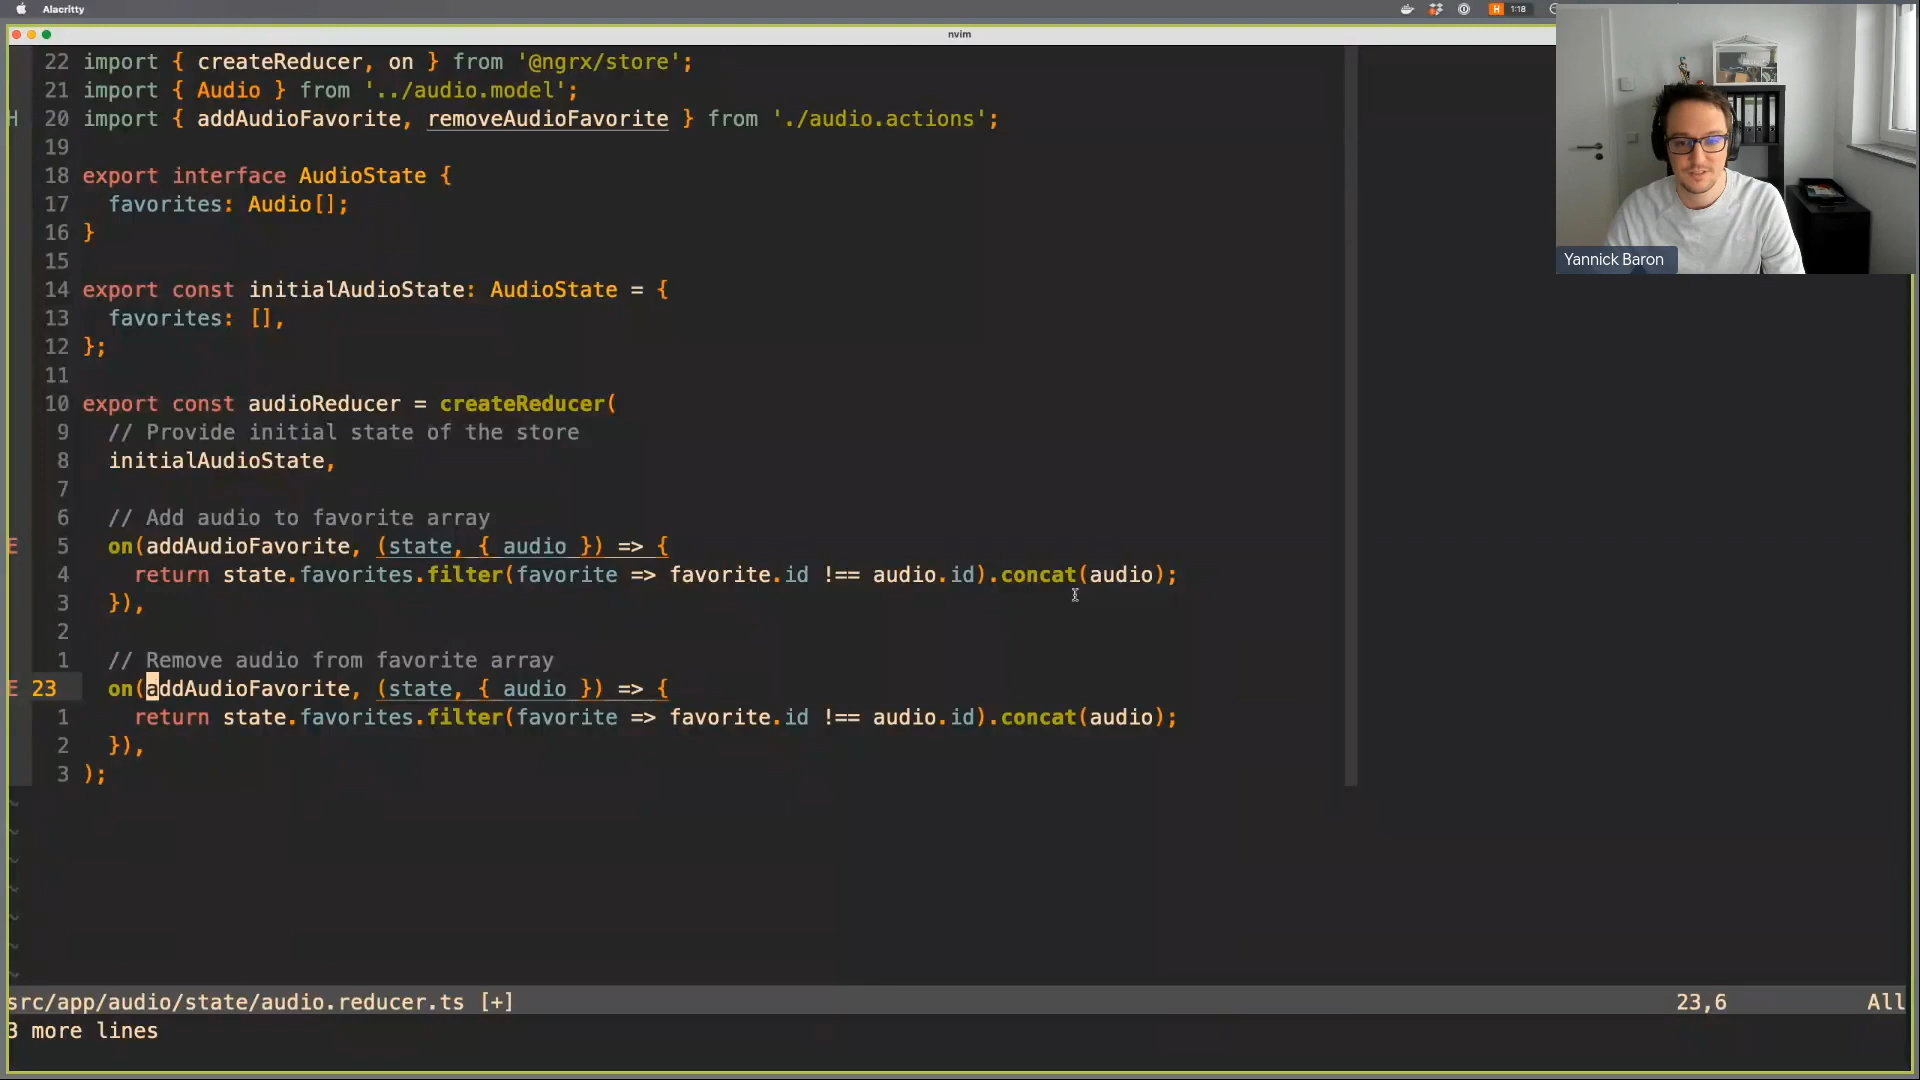 Alacritty
H 1:18
nvim
22 import { createReducer, on } from '@ngrx/store';
21 import { Audio } from '../audio.model';
H 20 import { addAudioFavorite, removeAudioFavorite } from './audio.actions';
19
18 export interface AudioState {
17 favorites: Audio[];
16 }
15
14 export const initialAudioState: AudioState = {
13 favorites: [],
12 };
11
10 export const audioReducer = createReducer(
9 // Provide initial state of the store
8 initialAudioState,
7
6 // Add audio to favorite array
E 5 on(addAudioFavorite, (state, { audio }) => {
4 return state.favorites.filter(favorite => favorite.id !== audio.id).concat(audio);
3 }),
2
1 // Remove audio from favorite array
E 23 on(addAudioFavorite, (state, { audio }) => {
1 return state.favorites.filter(favorite => favorite.id !== audio.id).concat(audio);
2 }),
3 );
~
~
~
~
~
~
~
src/app/audio/state/audio.reducer.ts [+] 23,6 All
3 more lines
Yannick Baron